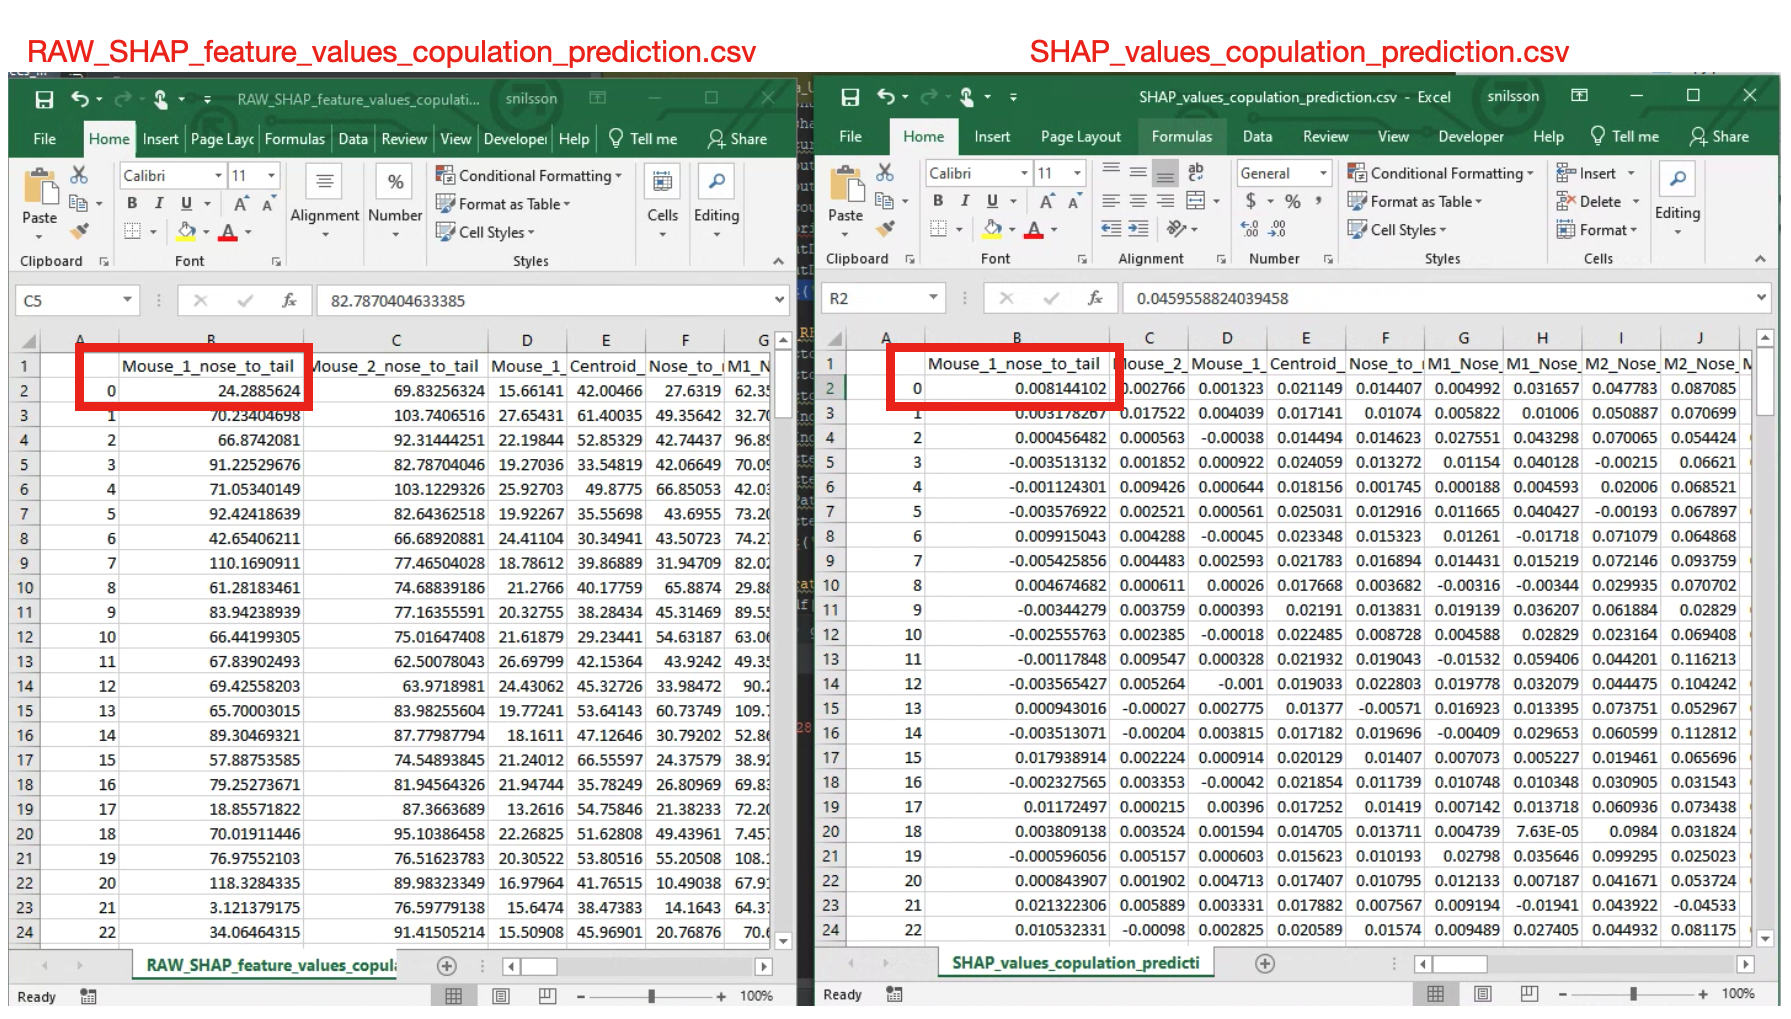 RAW_SHAP_feature_values_copulation_prediction.csv
SHAP_values_copulation_prediction.csv
RAW_SHAP_feature_values_copulati... snilsson
File Home Insert Page Layc Formulas Data Review View Developer Help Tell me Share
Paste
Calibri 11
B I U
Alignment
%
Number
Conditional Formatting
Format as Table
Cell Styles
Cells
Editing
Clipboard Font Styles
C5 fx 82.7870404633385
A B C D E F G
1 Mouse_1_nose_to_tail Mouse_2_nose_to_tail Mouse_1_ Centroid_ Nose_to_ M1_N
2 0 24.2885624 69.83256324 15.66141 42.00466 27.6319 62.35
3 1 70.23404698 103.7406516 27.65431 61.40035 49.35642 32.70
4 2 66.8742081 92.31444251 22.19844 52.85329 42.74437 96.89
5 3 91.22529676 82.78704046 19.27036 33.54819 42.06649 70.09
6 4 71.05340149 103.1229326 25.92703 49.8775 66.85053 42.03
7 5 92.42418639 82.64362518 19.92267 35.55698 43.6955 73.20
8 6 42.65406211 66.68920881 24.41104 30.34941 43.50723 74.27
9 7 110.1690911 77.46504028 18.78612 39.86889 31.94709 82.02
10 8 61.28183461 74.68839186 21.2766 40.17759 65.8874 29.88
11 9 83.94238939 77.16355591 20.32755 38.28434 45.31469 89.55
12 10 66.44199305 75.01647408 21.61879 29.23441 54.63187 63.06
13 11 67.83902493 62.50078043 26.69799 42.15364 43.9242 49.35
14 12 69.42558203 63.9718981 24.43062 45.32726 33.98472 90.2
15 13 65.70003015 83.98255604 19.77241 53.64143 60.73749 109.7
16 14 89.30469321 87.77987794 18.1611 47.12646 30.79202 52.86
17 15 57.88753585 74.54893845 21.24012 66.55597 24.37579 38.92
18 16 79.25273671 81.94564326 21.94744 35.78249 26.80969 69.83
19 17 18.85571822 87.3663689 13.2616 54.75846 21.38233 72.20
20 18 70.01911446 95.10386458 22.26825 51.62808 49.43961 7.457
21 19 76.97552103 76.51623783 20.30522 53.80516 55.20508 108.1
22 20 118.3284335 89.98323349 16.97964 41.76515 10.49038 67.91
23 21 3.121379175 76.59779138 15.6474 38.47383 14.1643 64.37
24 22 34.06464315 91.41505214 15.50908 45.96901 20.76876 70.6
RAW_SHAP_feature_values_copula
Ready 100%
SHAP_values_copulation_prediction.csv - Excel snilsson
File Home Insert Page Layout Formulas Data Review View Developer Help Tell me Share
Paste
Calibri 11
B I U
ab
General
$ % ,
Conditional Formatting
Format as Table
Cell Styles
Insert
Delete
Format
Editing
Clipboard Font Alignment Number Styles Cells
R2 fx 0.0459558824039458
A B C D E F G H I J
1 Mouse_1_nose_to_tail Mouse_2_ Mouse_1_ Centroid_ Nose_to_ M1_Nose_ M1_Nose_ M2_Nose_ M2_Nose_ M
2 0 0.008144102 0.002766 0.001323 0.021149 0.014407 0.004992 0.031657 0.047783 0.087085
3 1 0.003178267 0.017522 0.004039 0.017141 0.01074 0.005822 0.01006 0.050887 0.070699
4 2 0.000456482 0.000563 -0.00038 0.014494 0.014623 0.027551 0.043298 0.070065 0.054424
5 3 -0.003513132 0.001852 0.000922 0.024059 0.013272 0.01154 0.040128 -0.00215 0.06621
6 4 -0.001124301 0.009426 0.000644 0.018156 0.001745 0.000188 0.004593 0.02006 0.068521
7 5 -0.003576922 0.002521 0.000561 0.025031 0.012916 0.011665 0.040427 -0.00193 0.067897
8 6 0.009915043 0.004288 -0.00045 0.023348 0.015323 0.01261 -0.01718 0.071079 0.064868
9 7 -0.005425856 0.004483 0.002593 0.021783 0.016894 0.014431 0.015219 0.072146 0.093759
10 8 0.004674682 0.000611 0.00026 0.017668 0.003682 -0.00316 -0.00344 0.029935 0.070702
11 9 -0.00344279 0.003759 0.000393 0.02191 0.013831 0.019139 0.036207 0.061884 0.02829
12 10 -0.002555763 0.002385 -0.00018 0.022485 0.008728 0.004588 0.02829 0.023164 0.069408
13 11 -0.00117848 0.009547 0.000328 0.021932 0.019043 -0.01532 0.059406 0.044201 0.116213
14 12 -0.003565427 0.005264 -0.001 0.019033 0.022803 0.019778 0.032079 0.044475 0.104242
15 13 0.000943016 -0.00027 0.002775 0.01377 -0.00571 0.016923 0.013395 0.073751 0.052967
16 14 -0.003513071 -0.00204 0.003815 0.017182 0.019696 -0.00409 0.029653 0.060599 0.112812
17 15 0.017938914 0.002224 0.000914 0.020129 0.01407 0.007073 0.005227 0.019461 0.065696
18 16 -0.002327565 0.003353 -0.00042 0.021854 0.011739 0.010748 0.010348 0.030905 0.031543
19 17 0.01172497 0.000215 0.00396 0.017252 0.01419 0.007142 0.013718 0.060936 0.073438
20 18 0.003809138 0.003524 0.001594 0.014705 0.013711 0.004739 7.63E-05 0.0984 0.031824
21 19 -0.000596056 0.005157 0.000603 0.015623 0.010193 0.02798 0.035646 0.099295 0.025023
22 20 0.000843907 0.001902 0.004713 0.017407 0.010795 0.012133 0.007187 0.041671 0.053724
23 21 0.021322306 0.005889 0.003331 0.017882 0.007567 0.009194 -0.01941 0.043922 -0.04533
24 22 0.010532331 -0.00098 0.002825 0.020589 0.01574 0.009489 0.027405 0.044932 0.081175
SHAP_values_copulation_predicti
Ready 100%